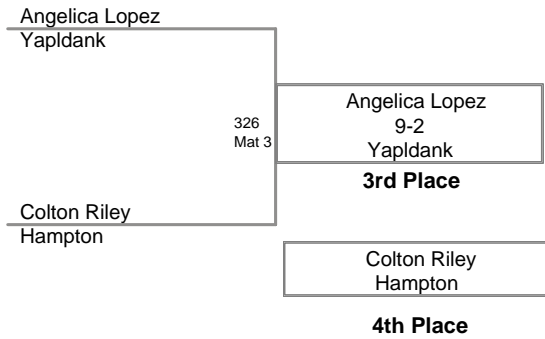 Angelica Lopez
Yapldank
326
Mat 3
Angelica Lopez
9-2
Yapldank
3rd Place
Colton Riley
Hampton
Colton Riley
Hampton
4th Place